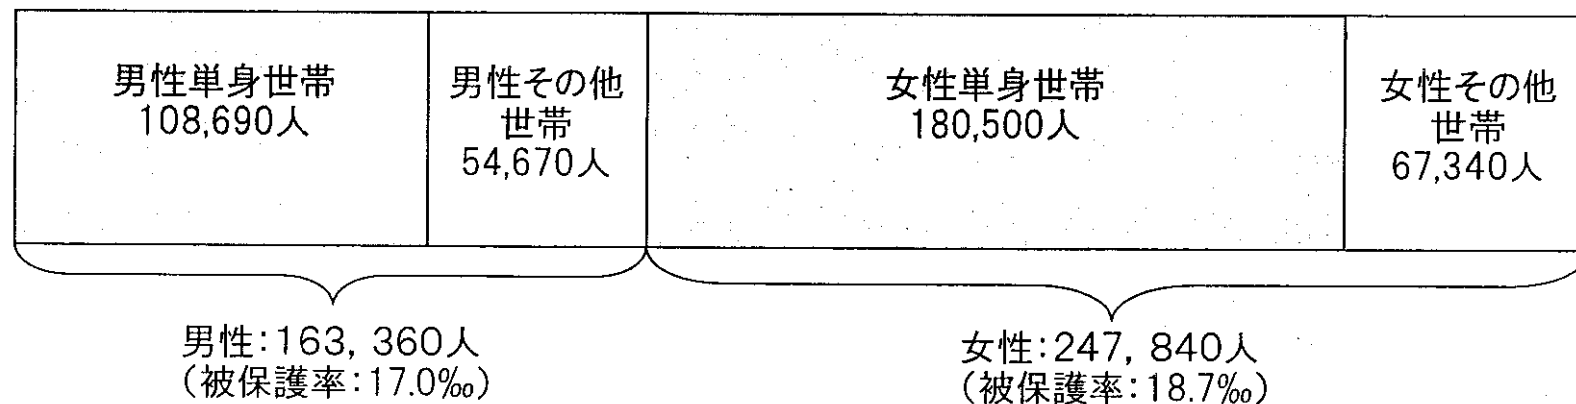 男性単身世帯
108,690人
男性その他
世帯
54,670人
女性単身世帯
180,500人
女性その他
世帯
67,340人
男性:163, 360人
(被保護率:17.0‰)
女性:247, 840人
(被保護率:18.7‰)